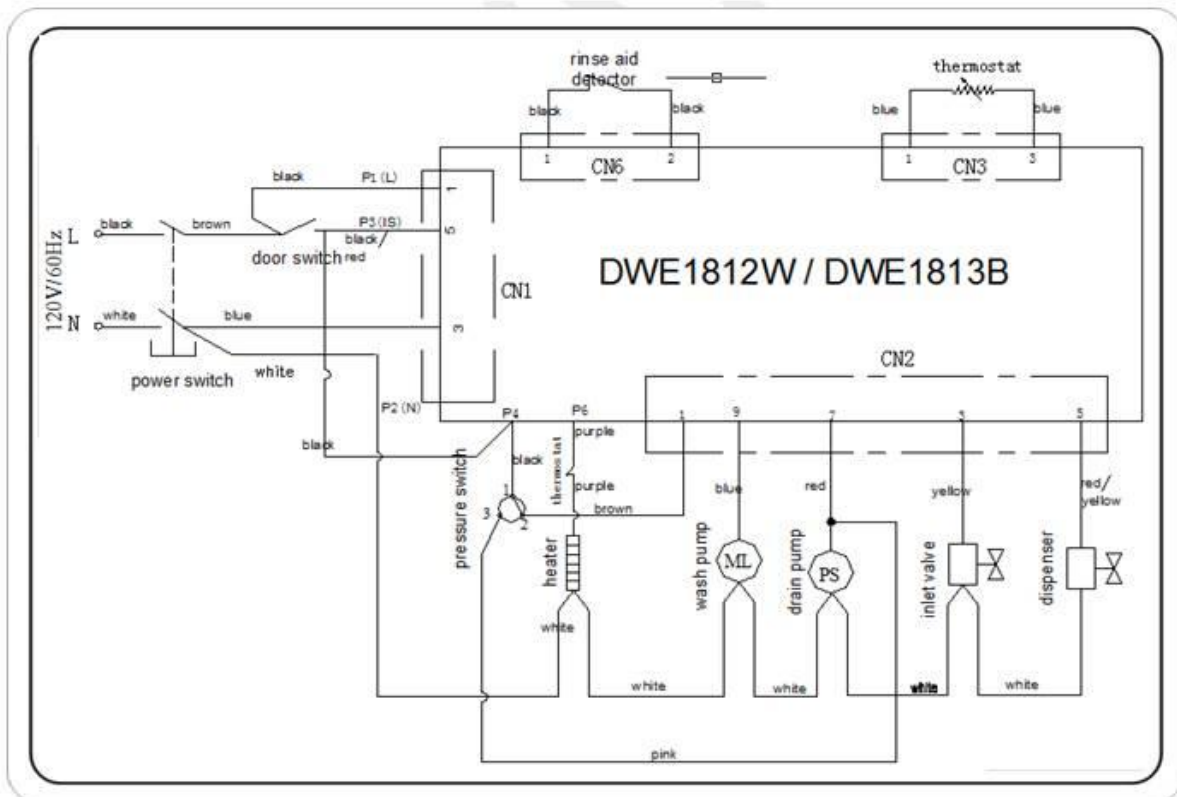 rinse aid
detector
thermostat
black
black
blue
blue
1
2
1
3
CN6
CN3
black
P1(L)
1
L
black
brown
P3(IS)
5
black/
red
door switch
DWE1812W / DWE1813B
120V/60Hz
CN1
N
white
blue
3
white
power switch
CN2
P2(N)
P4
P6
1
9
7
3
5
purple
black
black
thermostat
purple
pressure switch
1
3
2
brown
blue
red
yellow
red/
yellow
heater
wash pump
ML
drain pump
PS
inlet valve
dispenser
white
white
white
white
white
pink